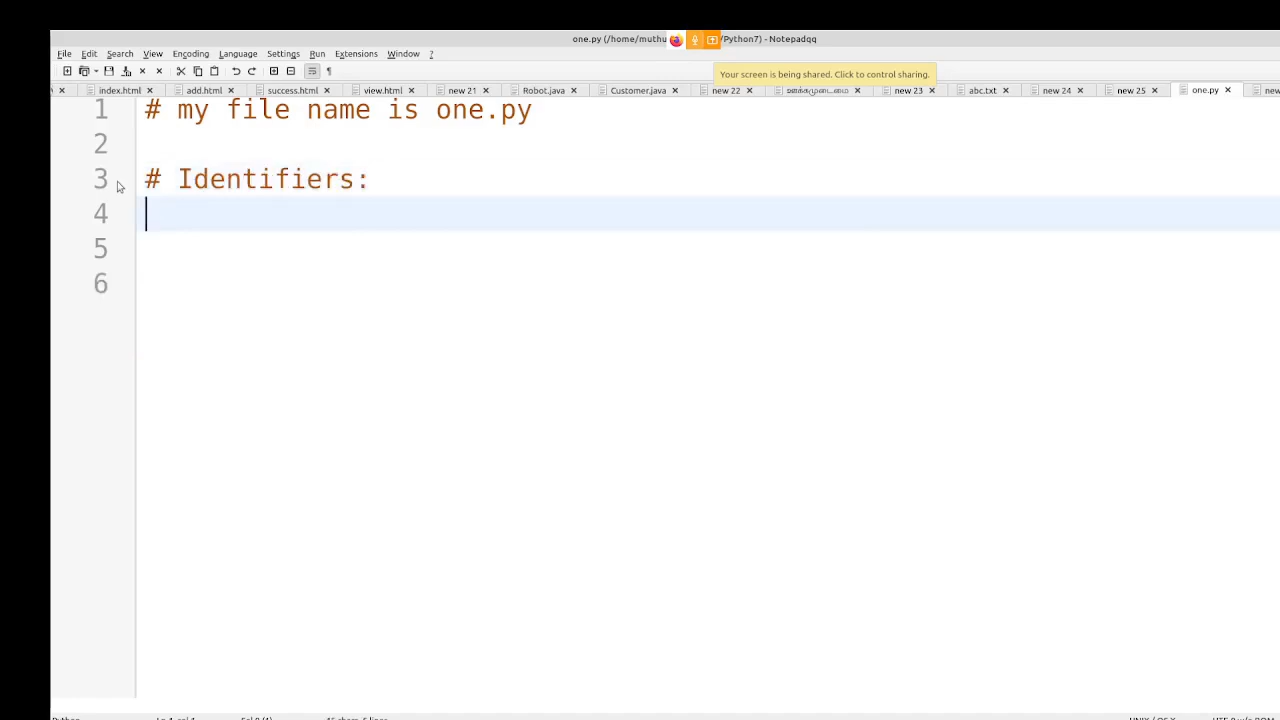 one.py (/home/muthu /Python7) - Notepadqq
File Edit Search View Encoding Language Settings Run Extensions Window ?
Your screen is being shared. Click to control sharing.
index.html add.html success.html view.html new 21 Robot.java Customer.java new 22 ஊக்கமுடைமை new 23 abc.txt new 24 new 25 one.py new
1 # my file name is one.py
2
3 # Identifiers:
4
5
6